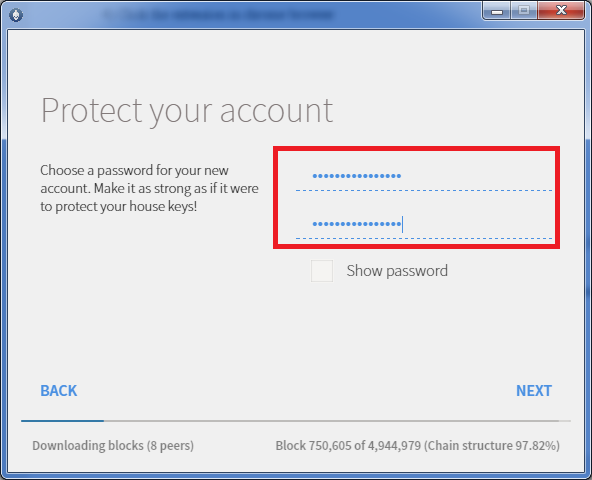 Protect your account
Choose a password for your new
account. Make it as strong as if it were
to protect your house keys!
••••••••••••••••
••••••••••••••••
Show password
BACK
NEXT
Downloading blocks (8 peers)
Block 750,605 of 4,944,979 (Chain structure 97.82%)